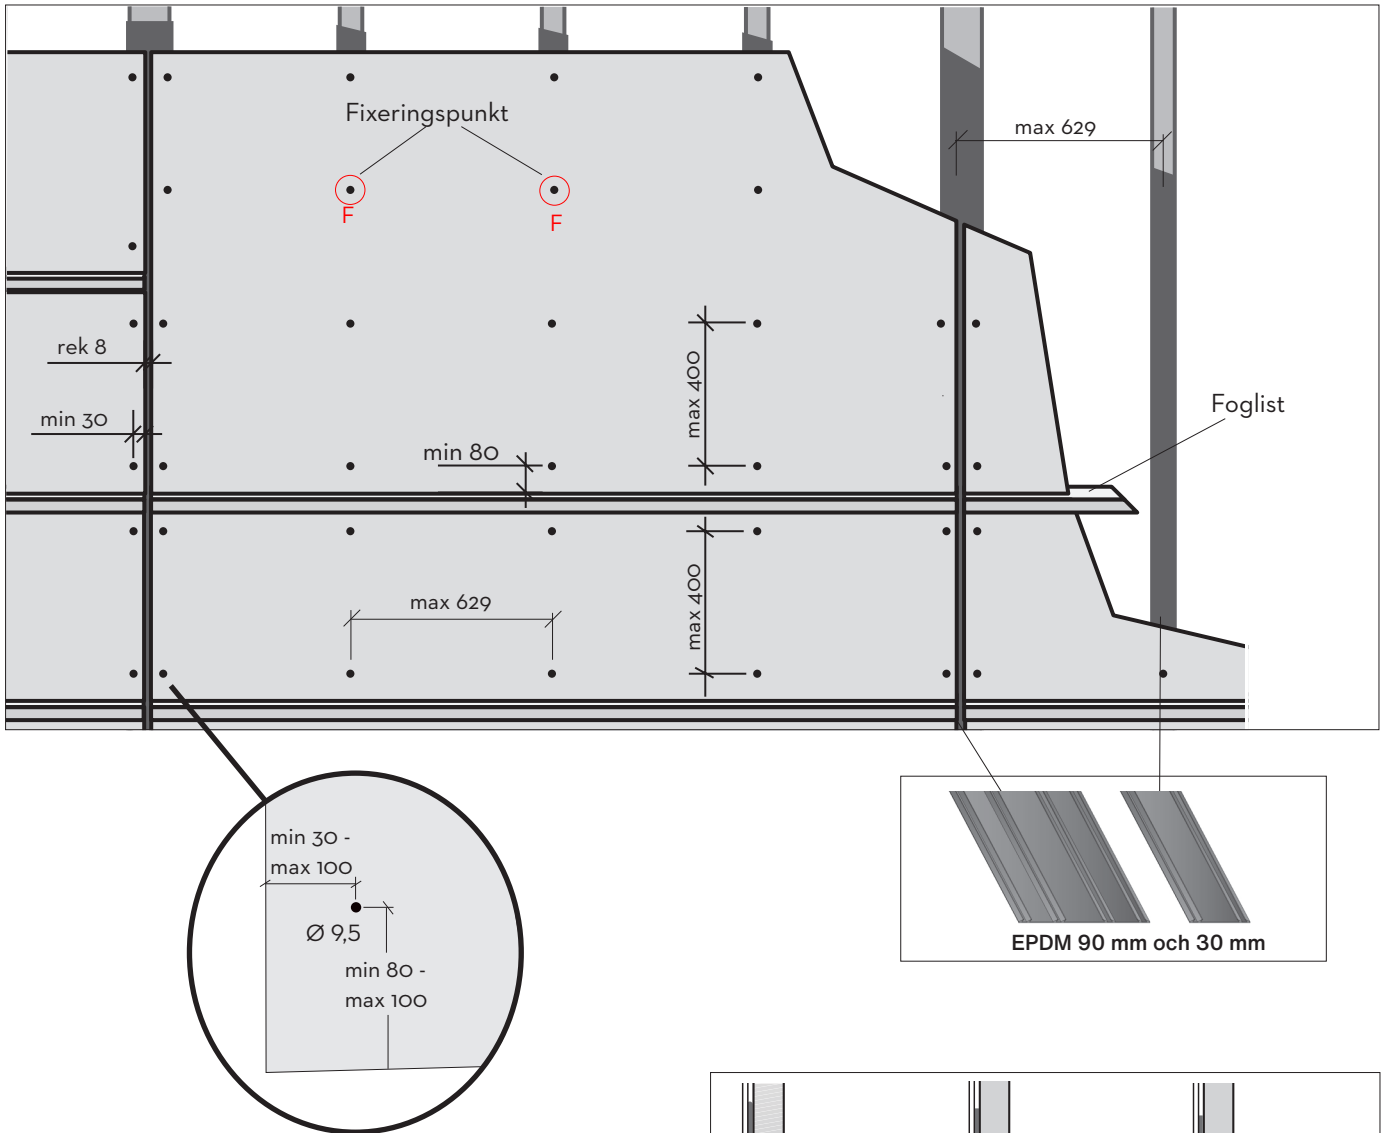 Fixeringspunkt
max 629
F
F
rek 8
max 400
Foglist
min 30
min 80
max 400
max 629
min 30 -
max 100
Ø 9,5
min 80 -
max 100
EPDM 90 mm och 30 mm